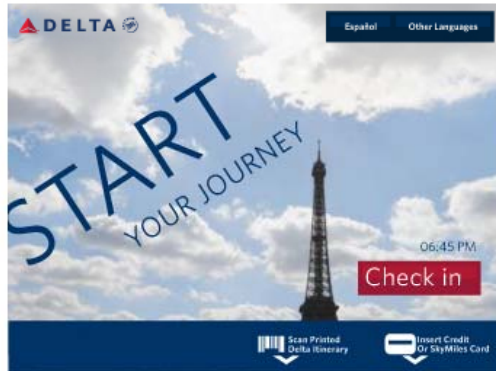 DELTA
Español
Other Languages
START
YOUR JOURNEY
06:45 PM
Check in
Scan Printed
Delta Itinerary
Insert Credit
Or SkyMiles Card